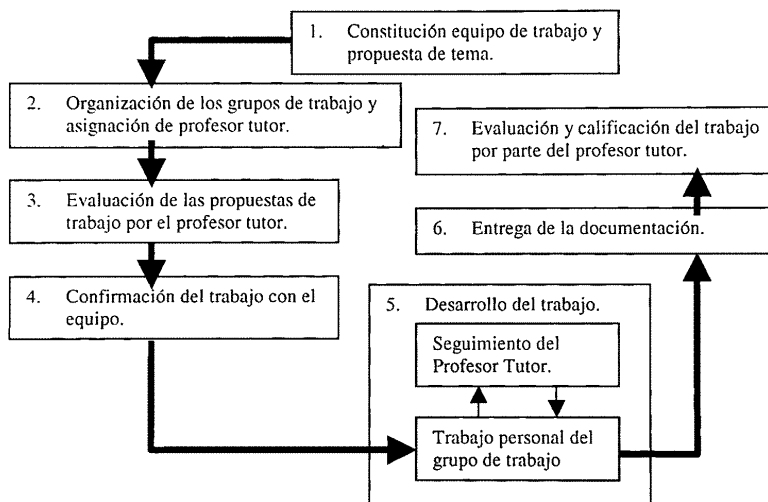 1. Constitución equipo de trabajo y
propuesta de tema.
2. Organización de los grupos de trabajo y
asignación de profesor tutor.
3. Evaluación de las propuestas de
trabajo por el profesor tutor.
4. Confirmación del trabajo con el
equipo.
5. Desarrollo del trabajo.
Seguimiento del
Profesor Tutor.
Trabajo personal del
grupo de trabajo
6. Entrega de la documentación.
7. Evaluación y calificación del trabajo
por parte del profesor tutor.